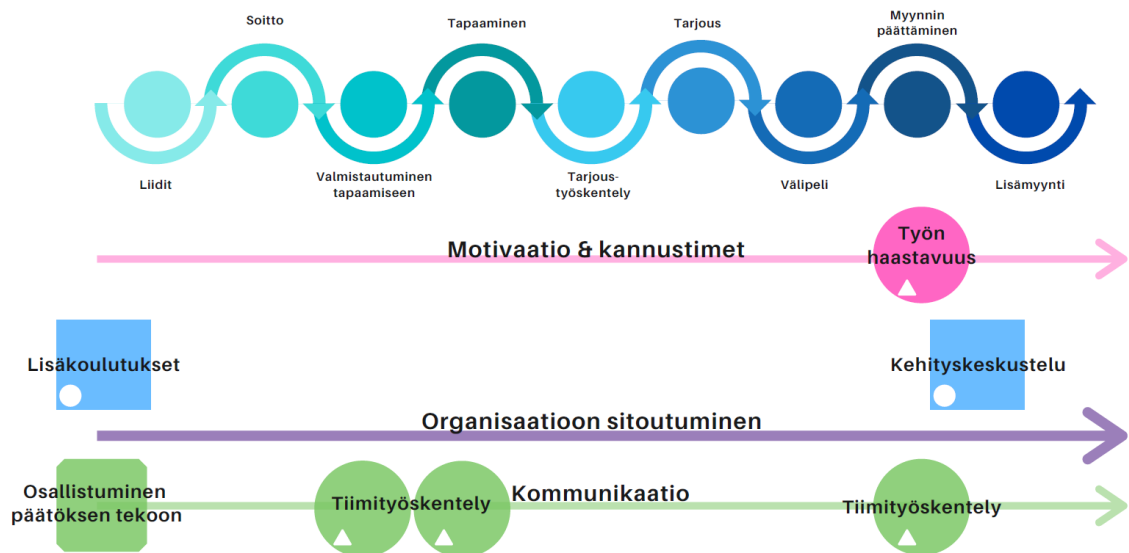 Soitto
Tapaaminen
Tarjous
Myynnin
päättäminen
Liidit
Valmistautuminen
tapaamiseen
Tarjous-
työskentely
Välipeli
Lisämyynti
Motivaatio & kannustimet
Työn
haastavuus
Lisäkoulutukset
Kehityskeskustelu
Organisaatioon sitoutuminen
Osallistuminen
päätöksen tekoon
Tiimityöskentely
Kommunikaatio
Tiimityöskentely